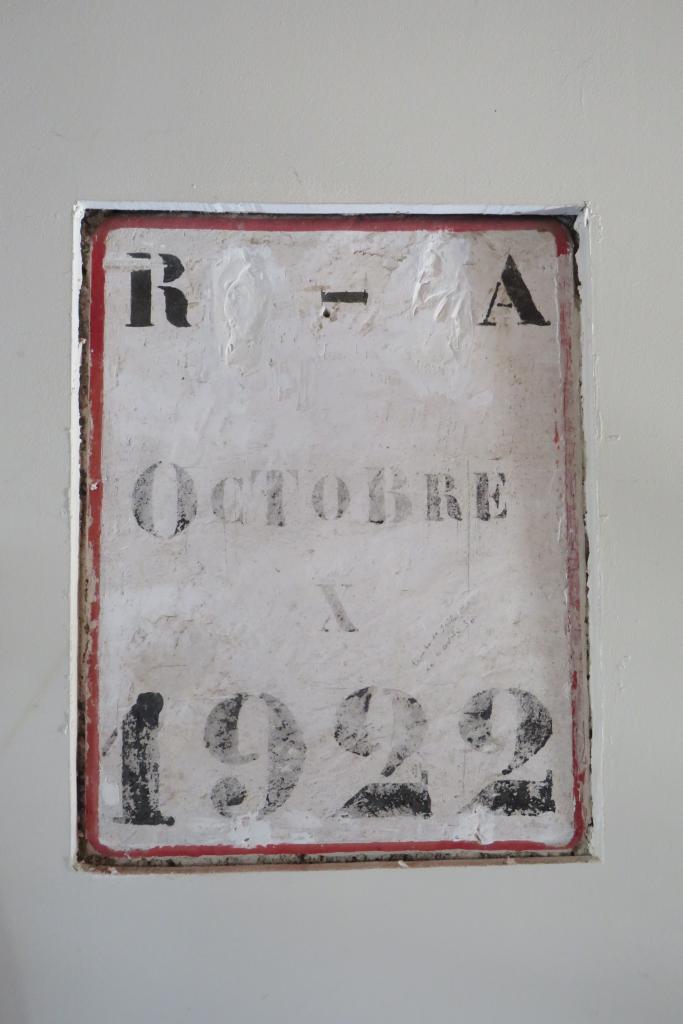 R - A
OCTOBRE
X
1922